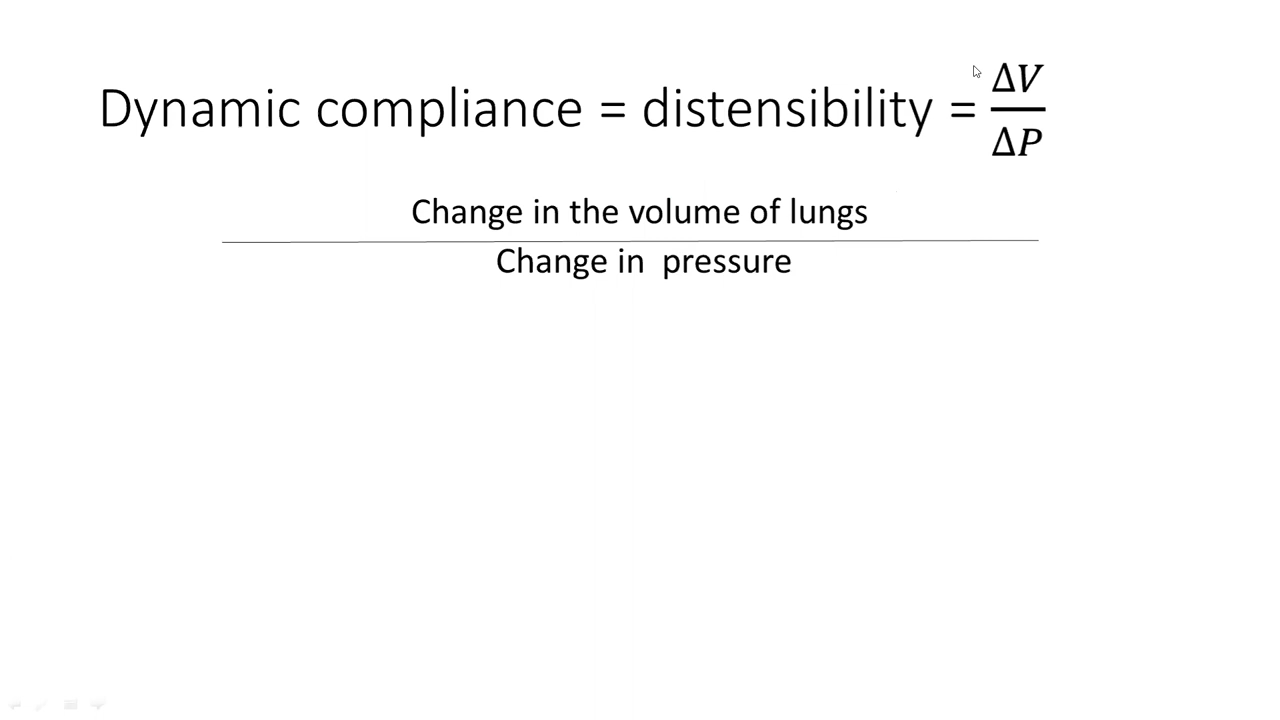 Dynamic compliance = distensibility = ΔV/ΔP
Change in the volume of lungs
Change in pressure